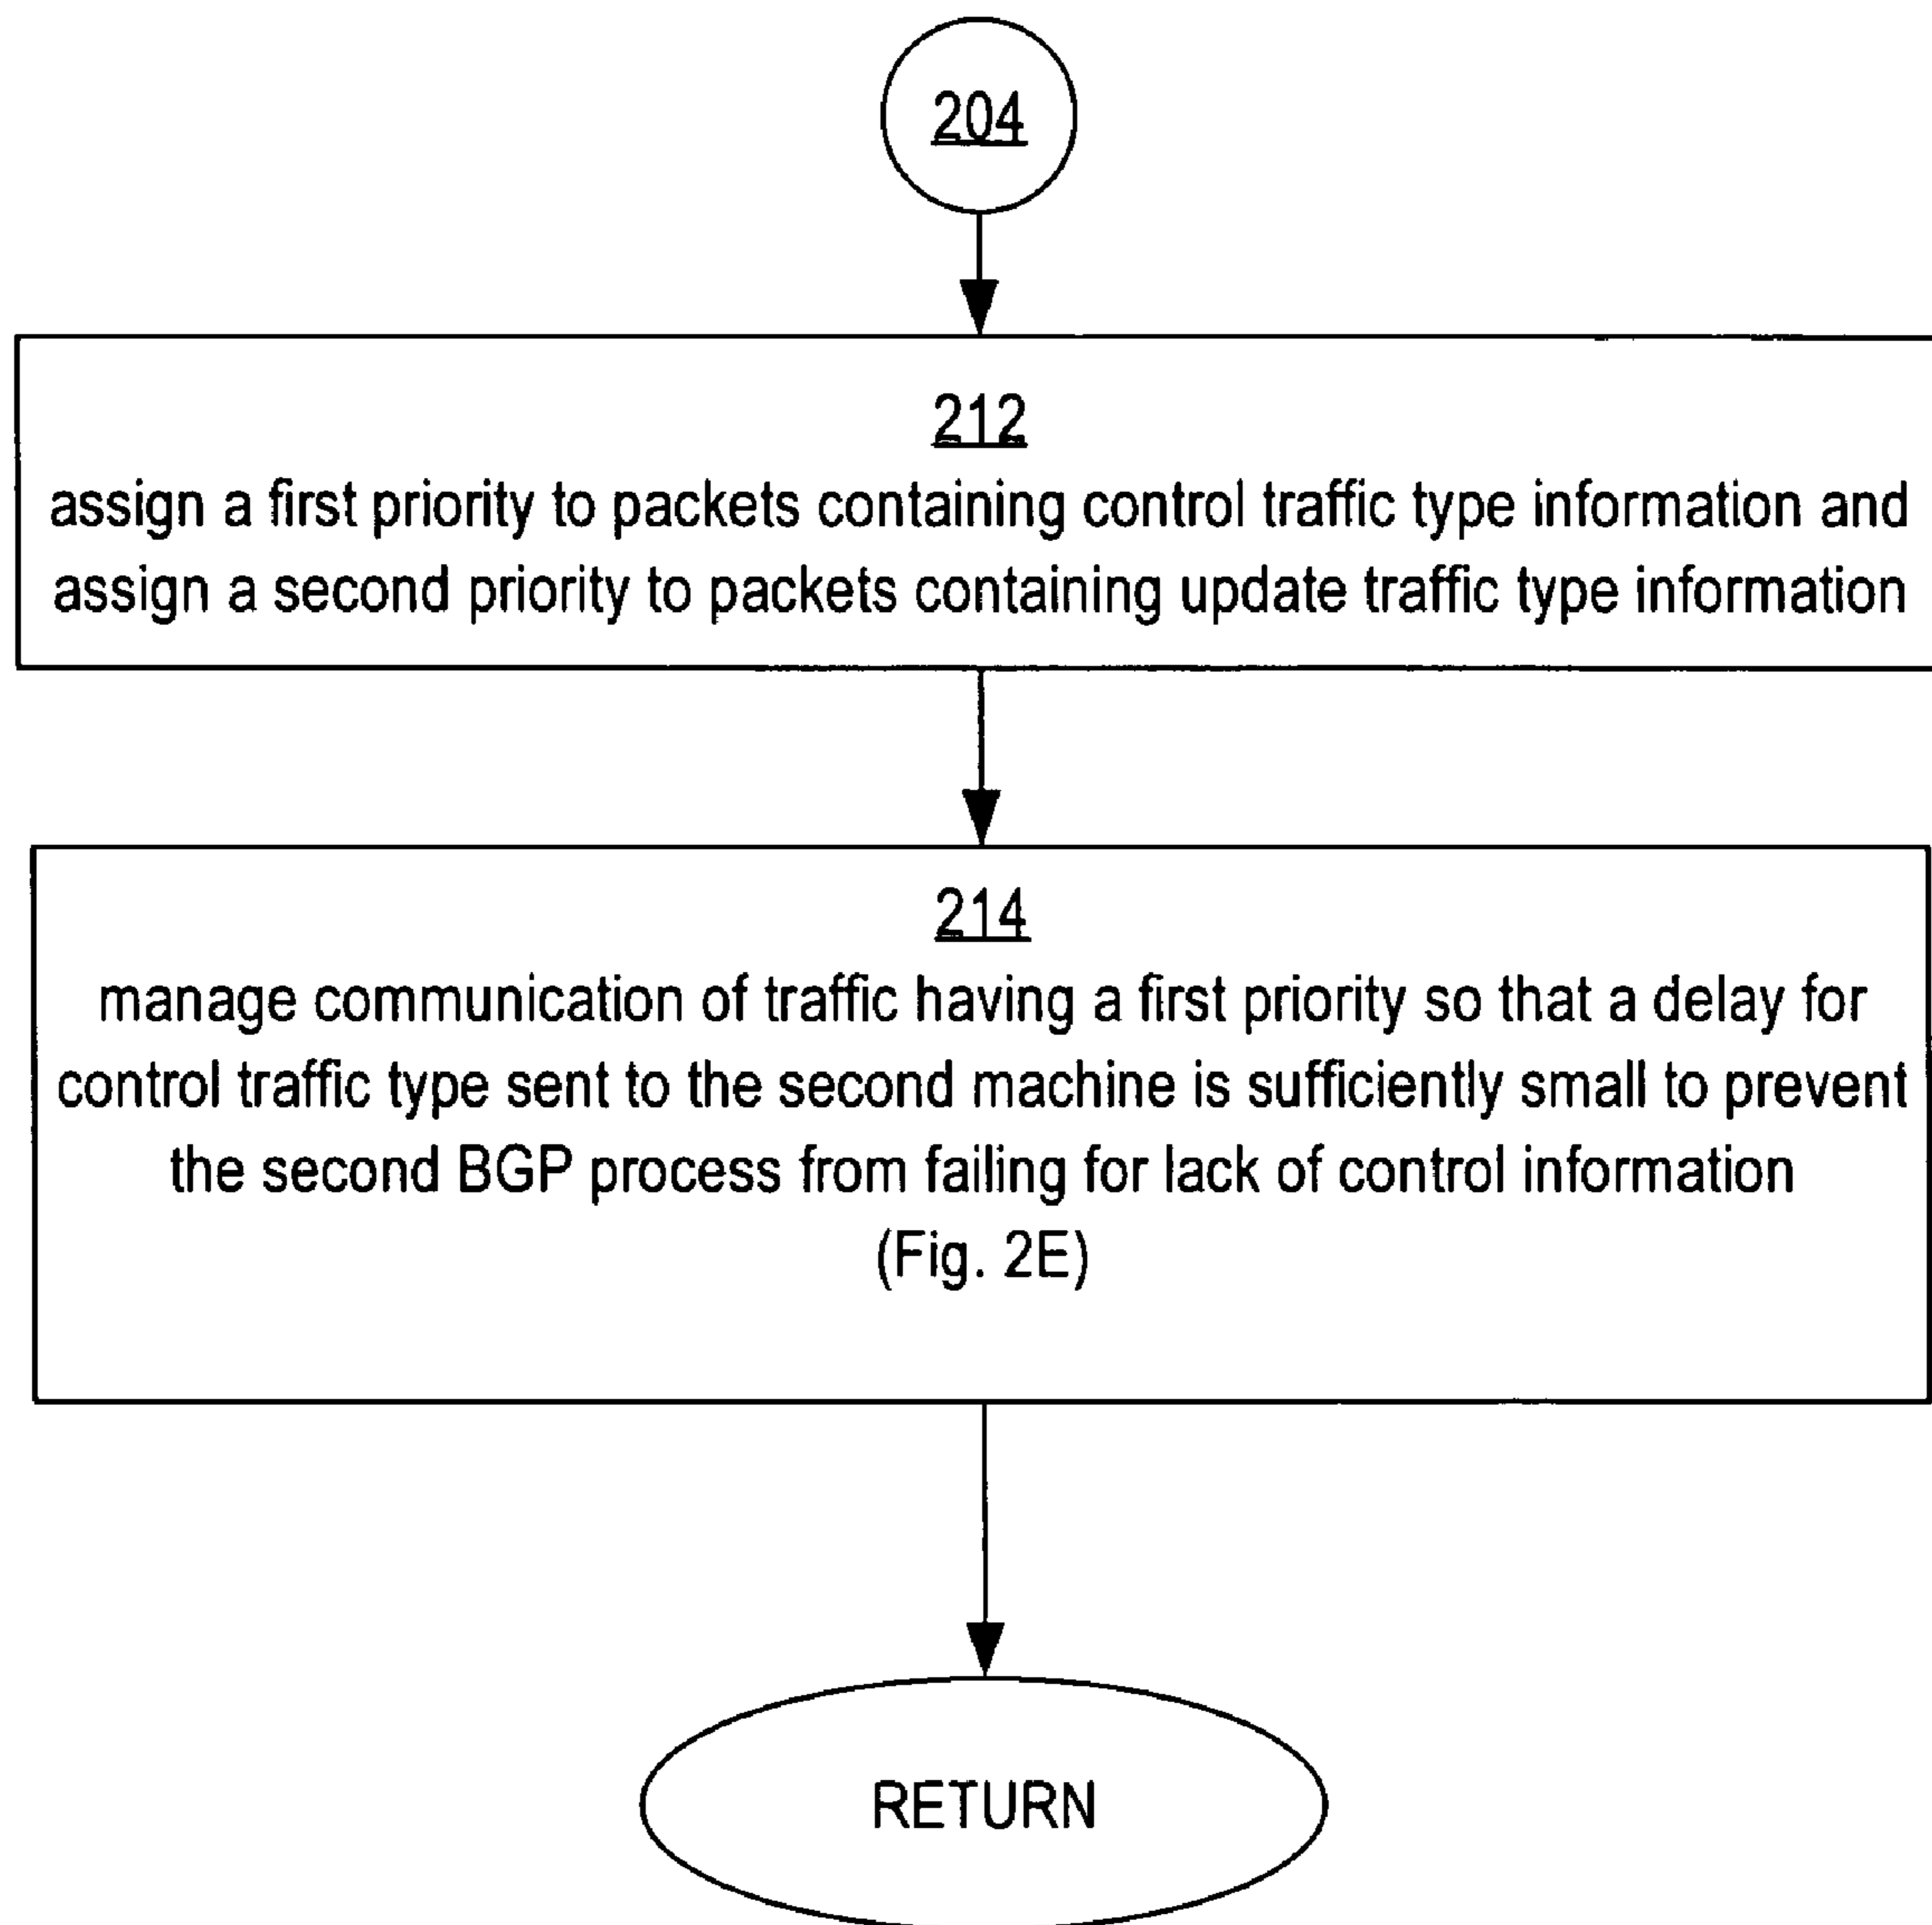 204
212
assign a first priority to packets containing control traffic type information and
assign a second priority to packets containing update traffic type information
214
manage communication of traffic having a first priority so that a delay for
control traffic type sent to the second machine is sufficiently small to prevent
the second BGP process from failing for lack of control information
(Fig. 2E)
RETURN